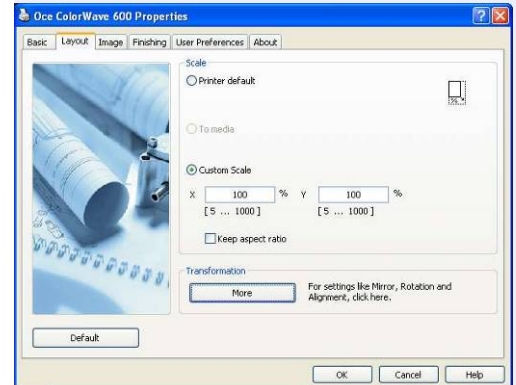 Oce ColorWave 600 Properties
Basic Layout Image Finishing User Preferences About
Scale
Printer default
%
To media
Custom Scale
X 100 % Y 100 %
[ 5 ... 1000 ] [ 5 ... 1000 ]
Keep aspect ratio
Transformation
More
For settings like Mirror, Rotation and
Alignment, click here.
Default
OK Cancel Help